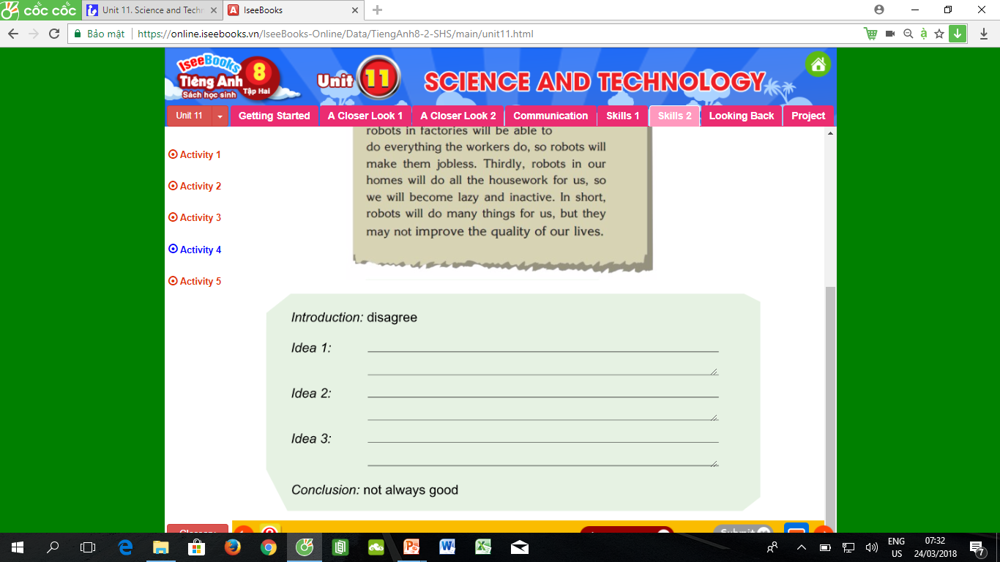 cốc cốc
Unit 11. Science and Techn
IseeBooks
Bảo mật
https://online.iseebooks.vn/IseeBooks-Online/Data/TiengAnh8-2-SHS/main/unit11.html
IseeBooks
Tiếng Anh 8
Sách học sinh Tập Hai
Unit 11 SCIENCE AND TECHNOLOGY
Unit 11 Getting Started A Closer Look 1 A Closer Look 2 Communication Skills 1 Skills 2 Looking Back Project
Activity 1
Activity 2
Activity 3
Activity 4
Activity 5
robots in factories will be able to
do everything the workers do, so robots will
make them jobless. Thirdly, robots in our
homes will do all the housework for us, so
we will become lazy and inactive. In short,
robots will do many things for us, but they
may not improve the quality of our lives.
Introduction: disagree
Idea 1:
Idea 2:
Idea 3:
Conclusion: not always good
Glossary
Submit
ENG
US
07:32
24/03/2018
7